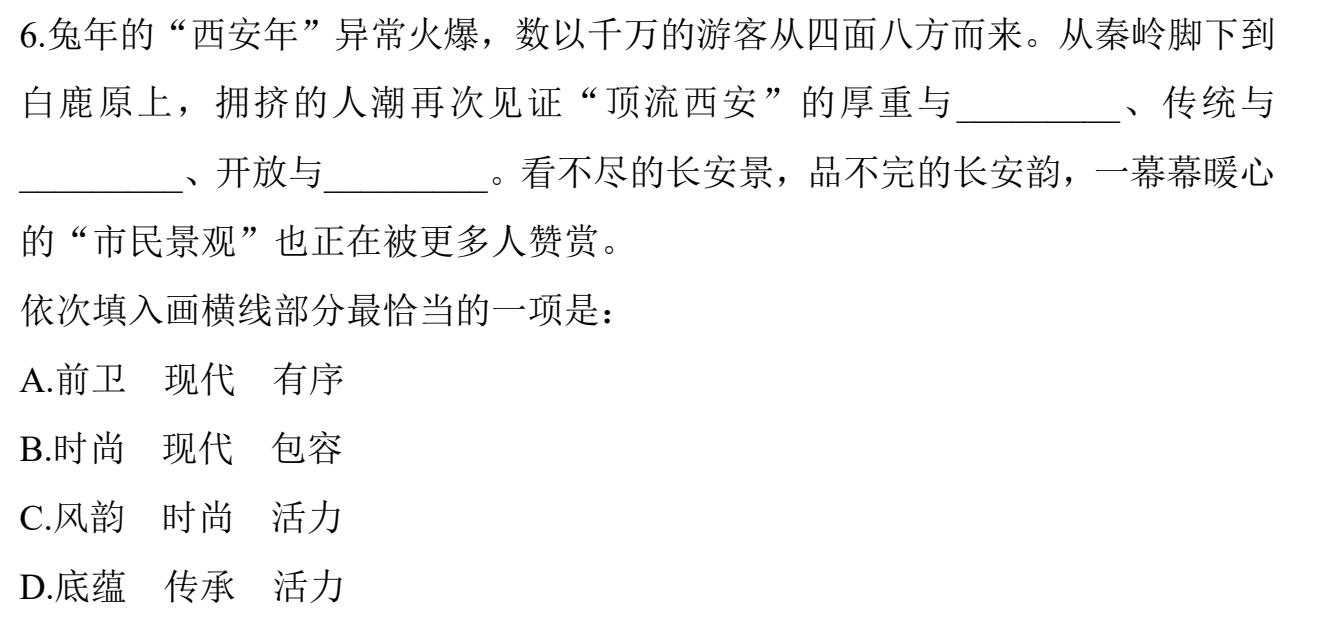 6.兔年的“西安年”异常火爆，数以千万的游客从四面八方而来。从秦岭脚下到
白鹿原上，拥挤的人潮再次见证“顶流西安”的厚重与_________、传统与
_________、开放与_________。看不尽的长安景，品不完的长安韵，一幕幕暖心
的“市民景观”也正在被更多人赞赏。
依次填入画横线部分最恰当的一项是：
A.前卫　现代　有序
B.时尚　现代　包容
C.风韵　时尚　活力
D.底蕴　传承　活力